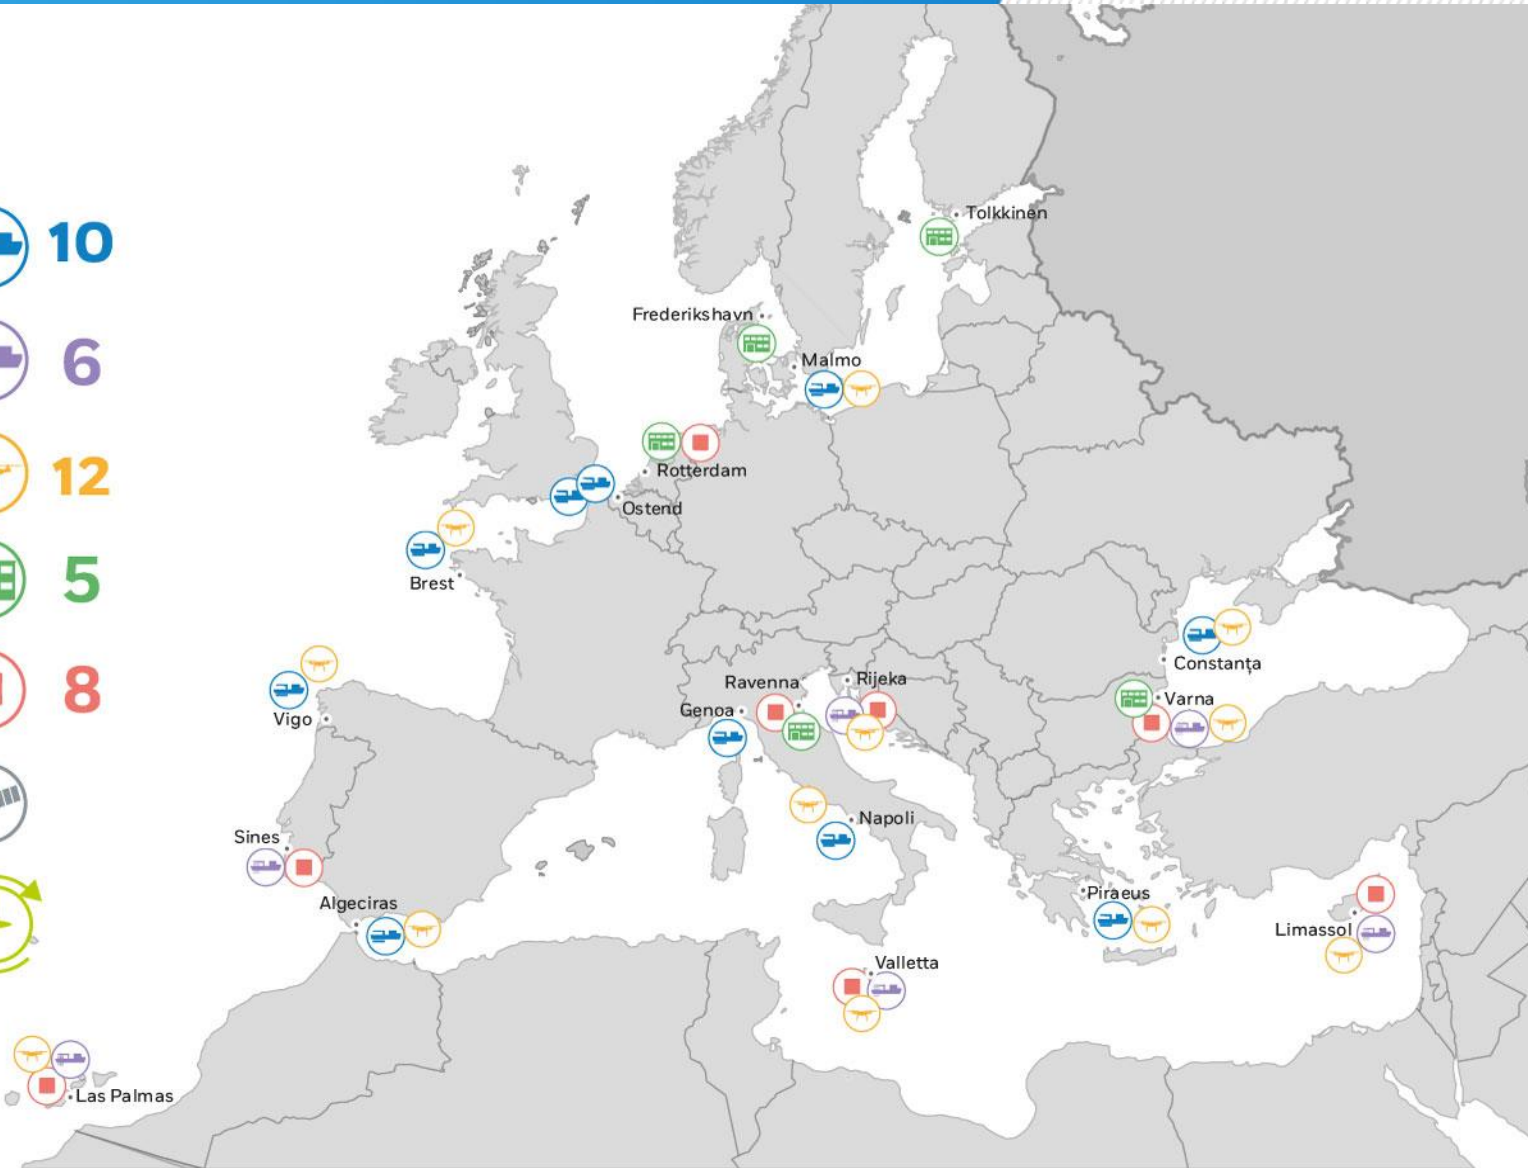 10
6
12
5
8
Tolkkinen
Frederikshavn
Malmo
Rotterdam
Ostend
Brest
Constanța
Ravenna
Rijeka
Varna
Genoa
Vigo
Napoli
Sines
Piraeus
Algeciras
Limassol
Valletta
Las Palmas